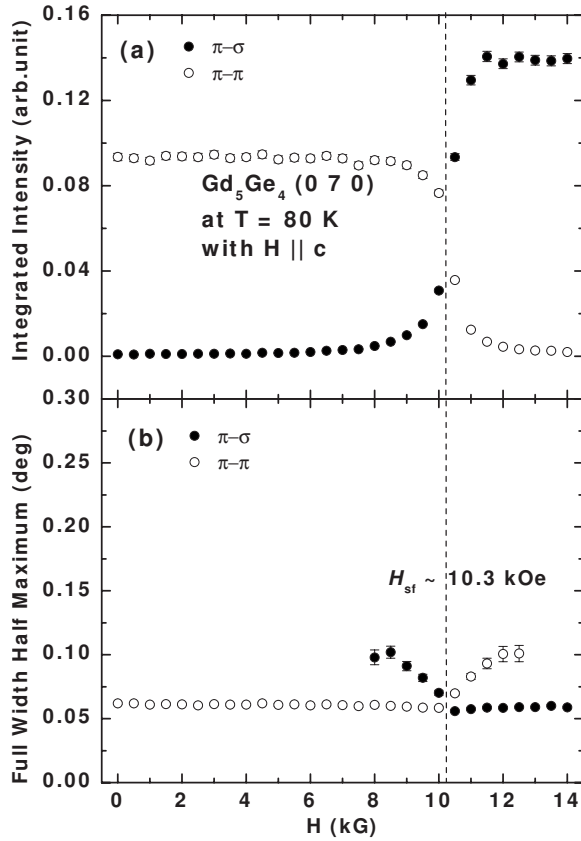 Integrated Intensity (arb.unit)
0.16
0.12
0.08
0.04
0.00
(a)
π−σ
π−π
Gd₅Ge₄ (0 7 0)
at T = 80 K
with H || c
Full Width Half Maximum (deg)
0.30
0.25
0.20
0.15
0.10
0.05
0.00
(b)
π−σ
π−π
H_sf ~ 10.3 kOe
0 2 4 6 8 10 12 14
H (kG)